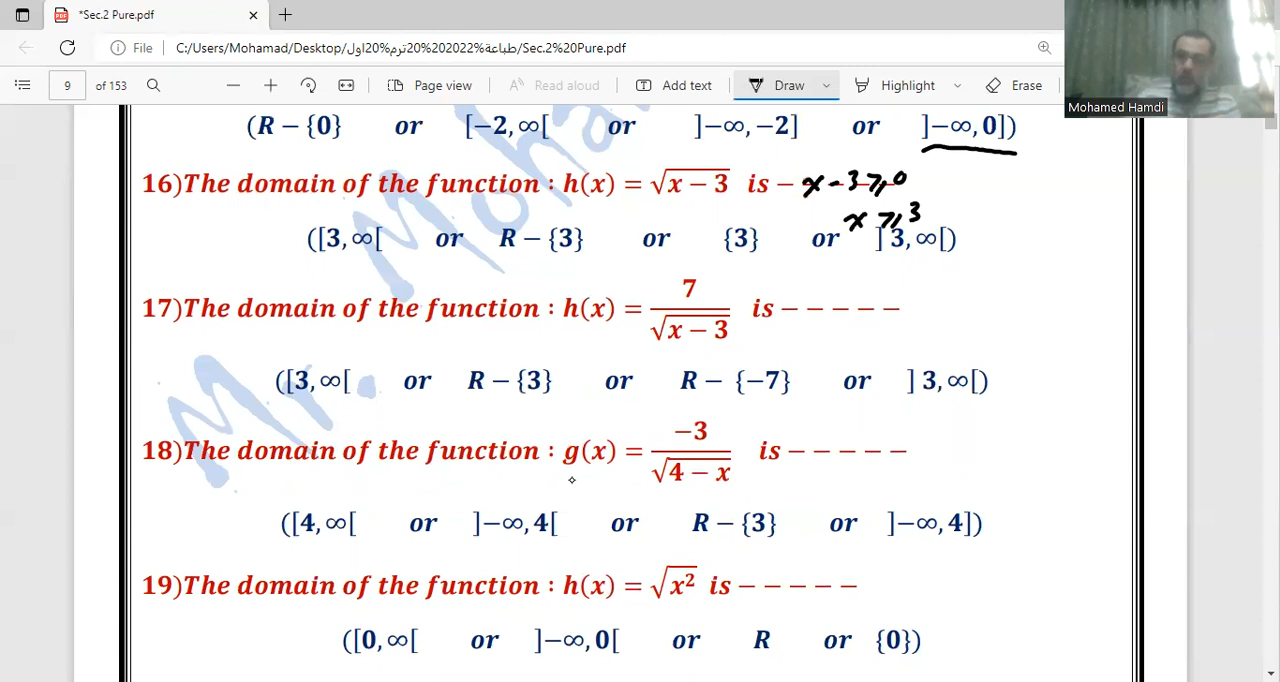 *Sec.2 Pure.pdf
File C:/Users/Mohamad/Desktop/طباعة%20ترم%20اول%202022/Sec.2%20Pure.pdf
9 of 153 Page view Read aloud Add text Draw Highlight Erase
Mohamed Hamdi
(R − {0} or [−2, ∞[ or ]−∞, −2] or ]−∞, 0])
16)The domain of the function : h(x) = √(x − 3) is − x − 3 ≥ 0
x ≥ 3
([3, ∞[ or R − {3} or {3} or ] 3, ∞[)
17)The domain of the function : h(x) = 7/√(x − 3) is − − − − −
([3, ∞[ or R − {3} or R − {−7} or ] 3, ∞[)
18)The domain of the function : g(x) = −3/√(4 − x) is − − − − −
([4, ∞[ or ]−∞, 4[ or R − {3} or ]−∞, 4])
19)The domain of the function : h(x) = √x² is − − − − −
([0, ∞[ or ]−∞, 0[ or R or {0})
Mr. Moha